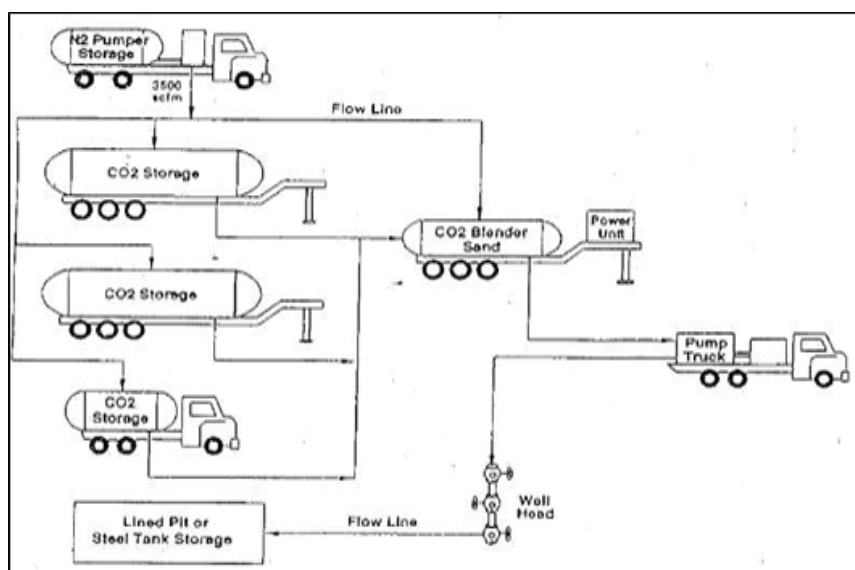 N2 Pumper
Storage
3500
scfm
Flow Line
CO2 Storage
CO2 Blender
Sand
Power
Unit
CO2 Storage
Pump
Truck
CO2
Storage
Well
Head
Lined Pit or
Steel Tank Storage
Flow Line